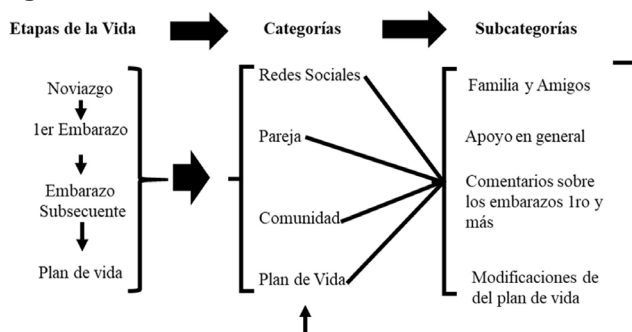 Etapas de la Vida
Categorías
Subcategorías
Noviazgo
1er Embarazo
Embarazo
Subsecuente
Plan de vida
Redes Sociales
Pareja
Comunidad
Plan de Vida
Familia y Amigos
Apoyo en general
Comentarios sobre
los embarazos 1ro y
más
Modificaciones de
del plan de vida